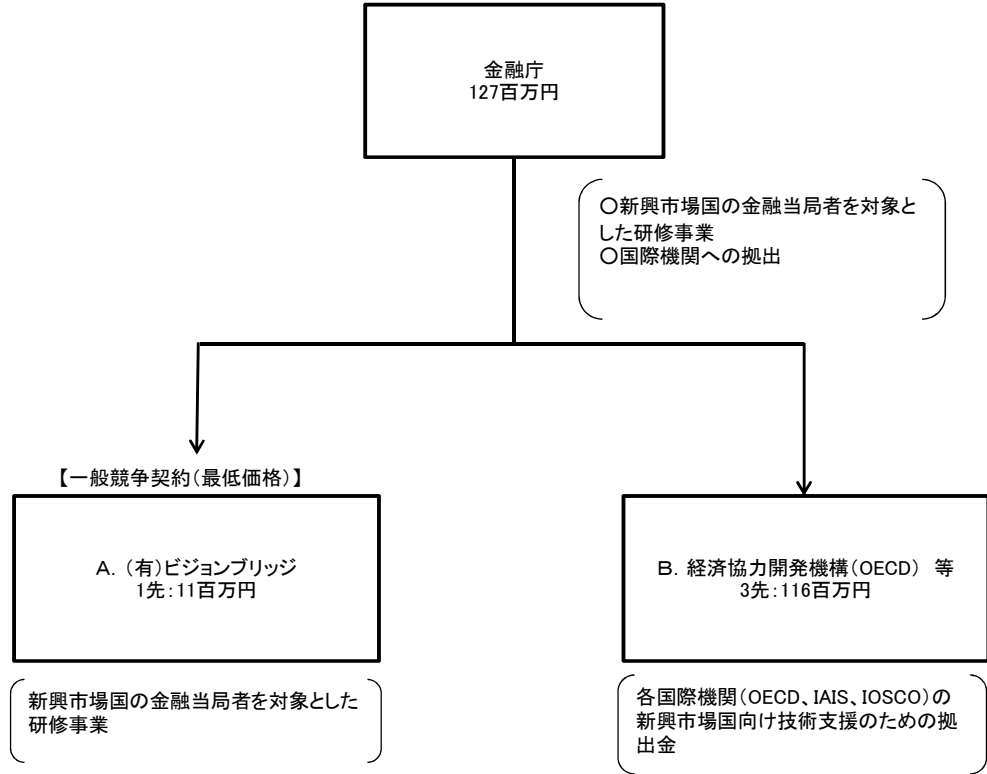 金融庁
127百万円
○新興市場国の金融当局者を対象と
した研修事業
○国際機関への拠出
【一般競争契約(最低価格)】
A. (有)ビジョンブリッジ
1先:11百万円
B. 経済協力開発機構(OECD) 等
3先:116百万円
新興市場国の金融当局者を対象とした
研修事業
各国際機関(OECD、IAIS、IOSCO)の
新興市場国向け技術支援のための拠
出金